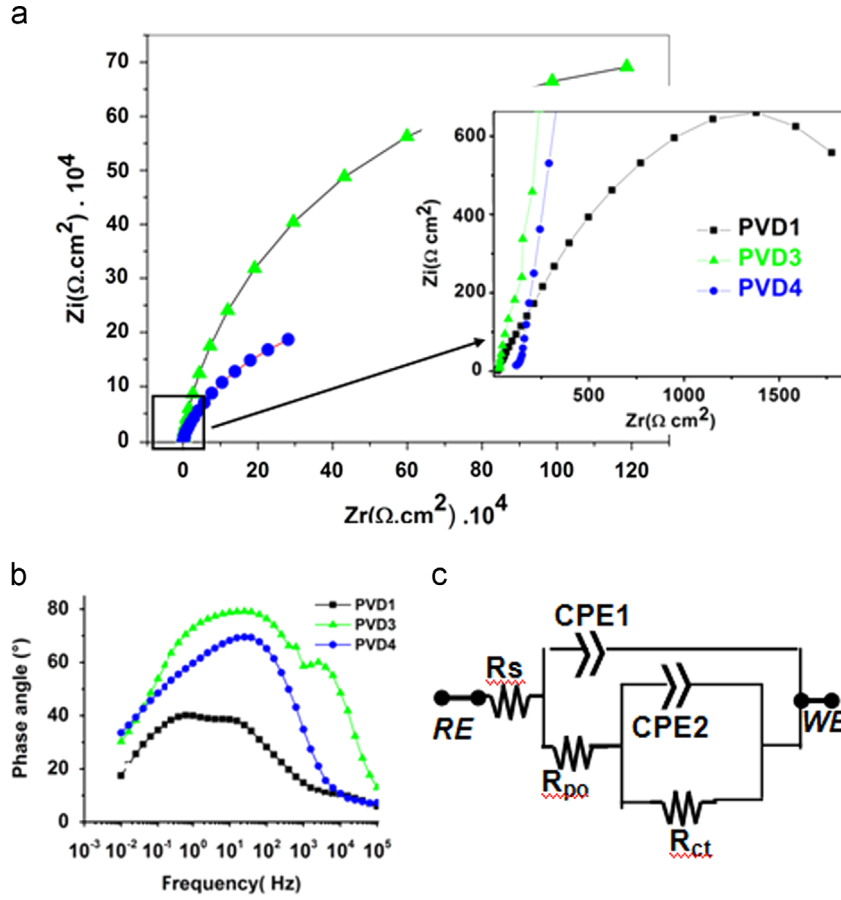 a
Zi(Ω.cm²) . 10⁴
70
60
50
40
30
20
10
0
0 20 40 60 80 100 120
Zr(Ω.cm²) .10⁴
Zi(Ω cm²)
600
400
200
0
500 1000 1500
Zr(Ω cm²)
PVD1
PVD3
PVD4
b
Phase angle (°)
80
60
40
20
0
10⁻³ 10⁻² 10⁻¹ 10⁰ 10¹ 10² 10³ 10⁴ 10⁵
Frequency( Hz)
PVD1
PVD3
PVD4
c
CPE1
Rs
CPE2
RE
WE
Rpo
Rct